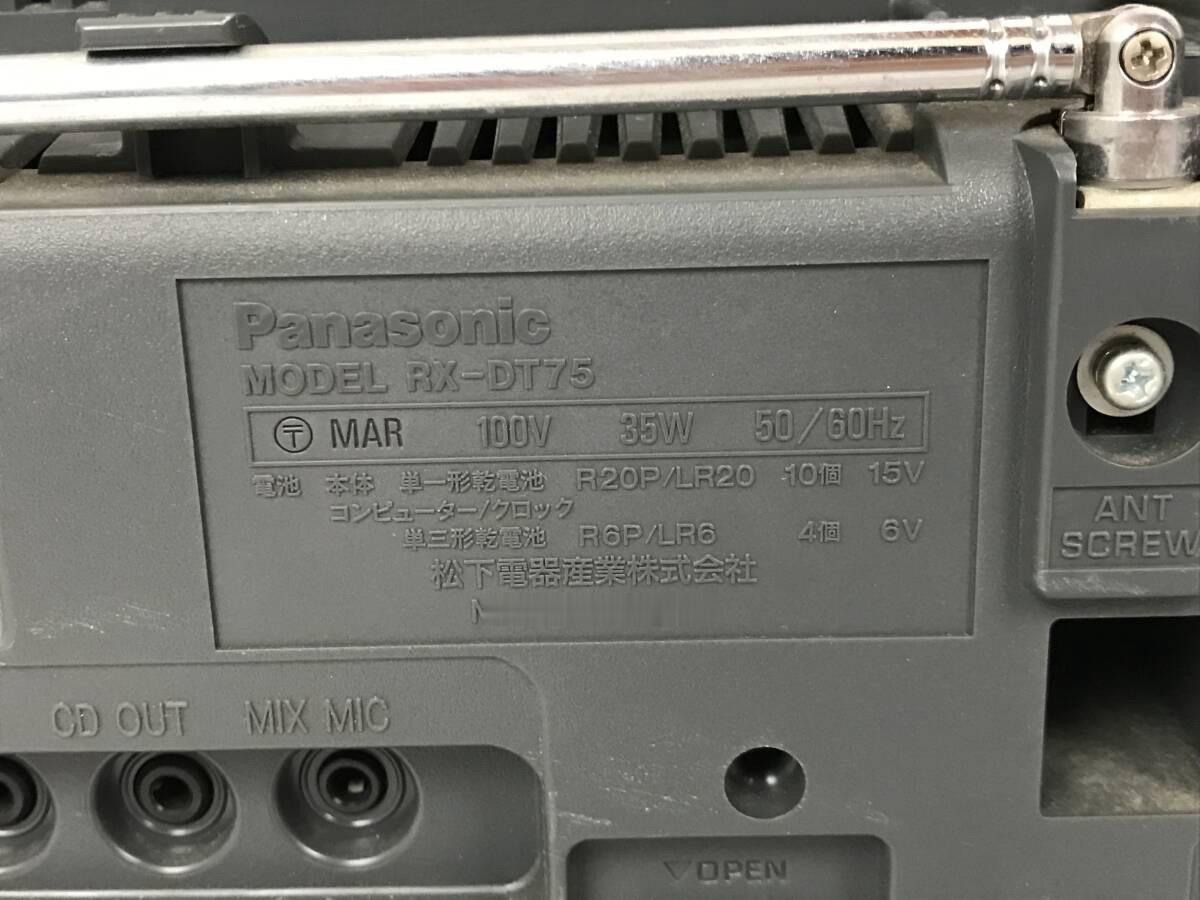 Panasonic
MODEL RX-DT75
〒 MAR 100V 35W 50/60Hz
電池 本体 単一形乾電池 R20P/LR20 10個 15V
コンピューター/クロック
単三形乾電池 R6P/LR6 4個 6V
松下電器産業株式会社
ANT
SCREW
CD OUT MIX MIC
▽OPEN